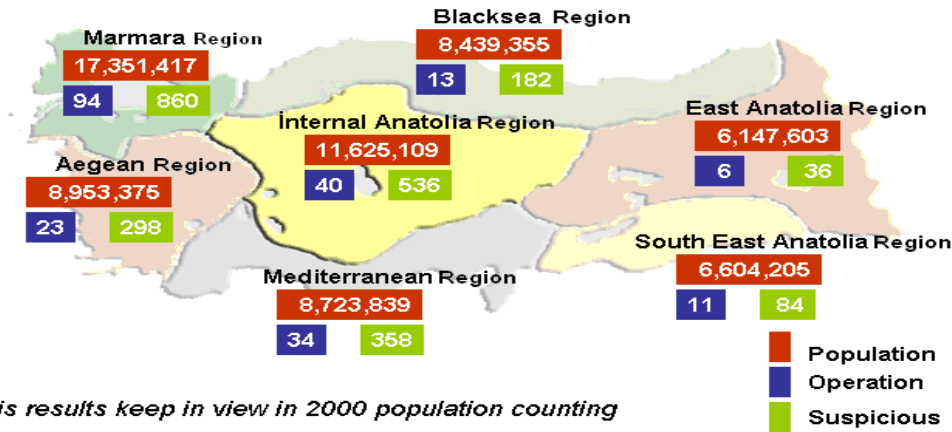 Blacksea Region
8,439,355
13 182
Marmara Region
17,351,417
94 860
İnternal Anatolia Region
11,625,109
40 536
East Anatolia Region
6,147,603
6 36
Aegean Region
8,953,375
23 298
South East Anatolia Region
6,604,205
11 84
Mediterranean Region
8,723,839
34 358
Population
Operation
Suspicious
is results keep in view in 2000 population counting